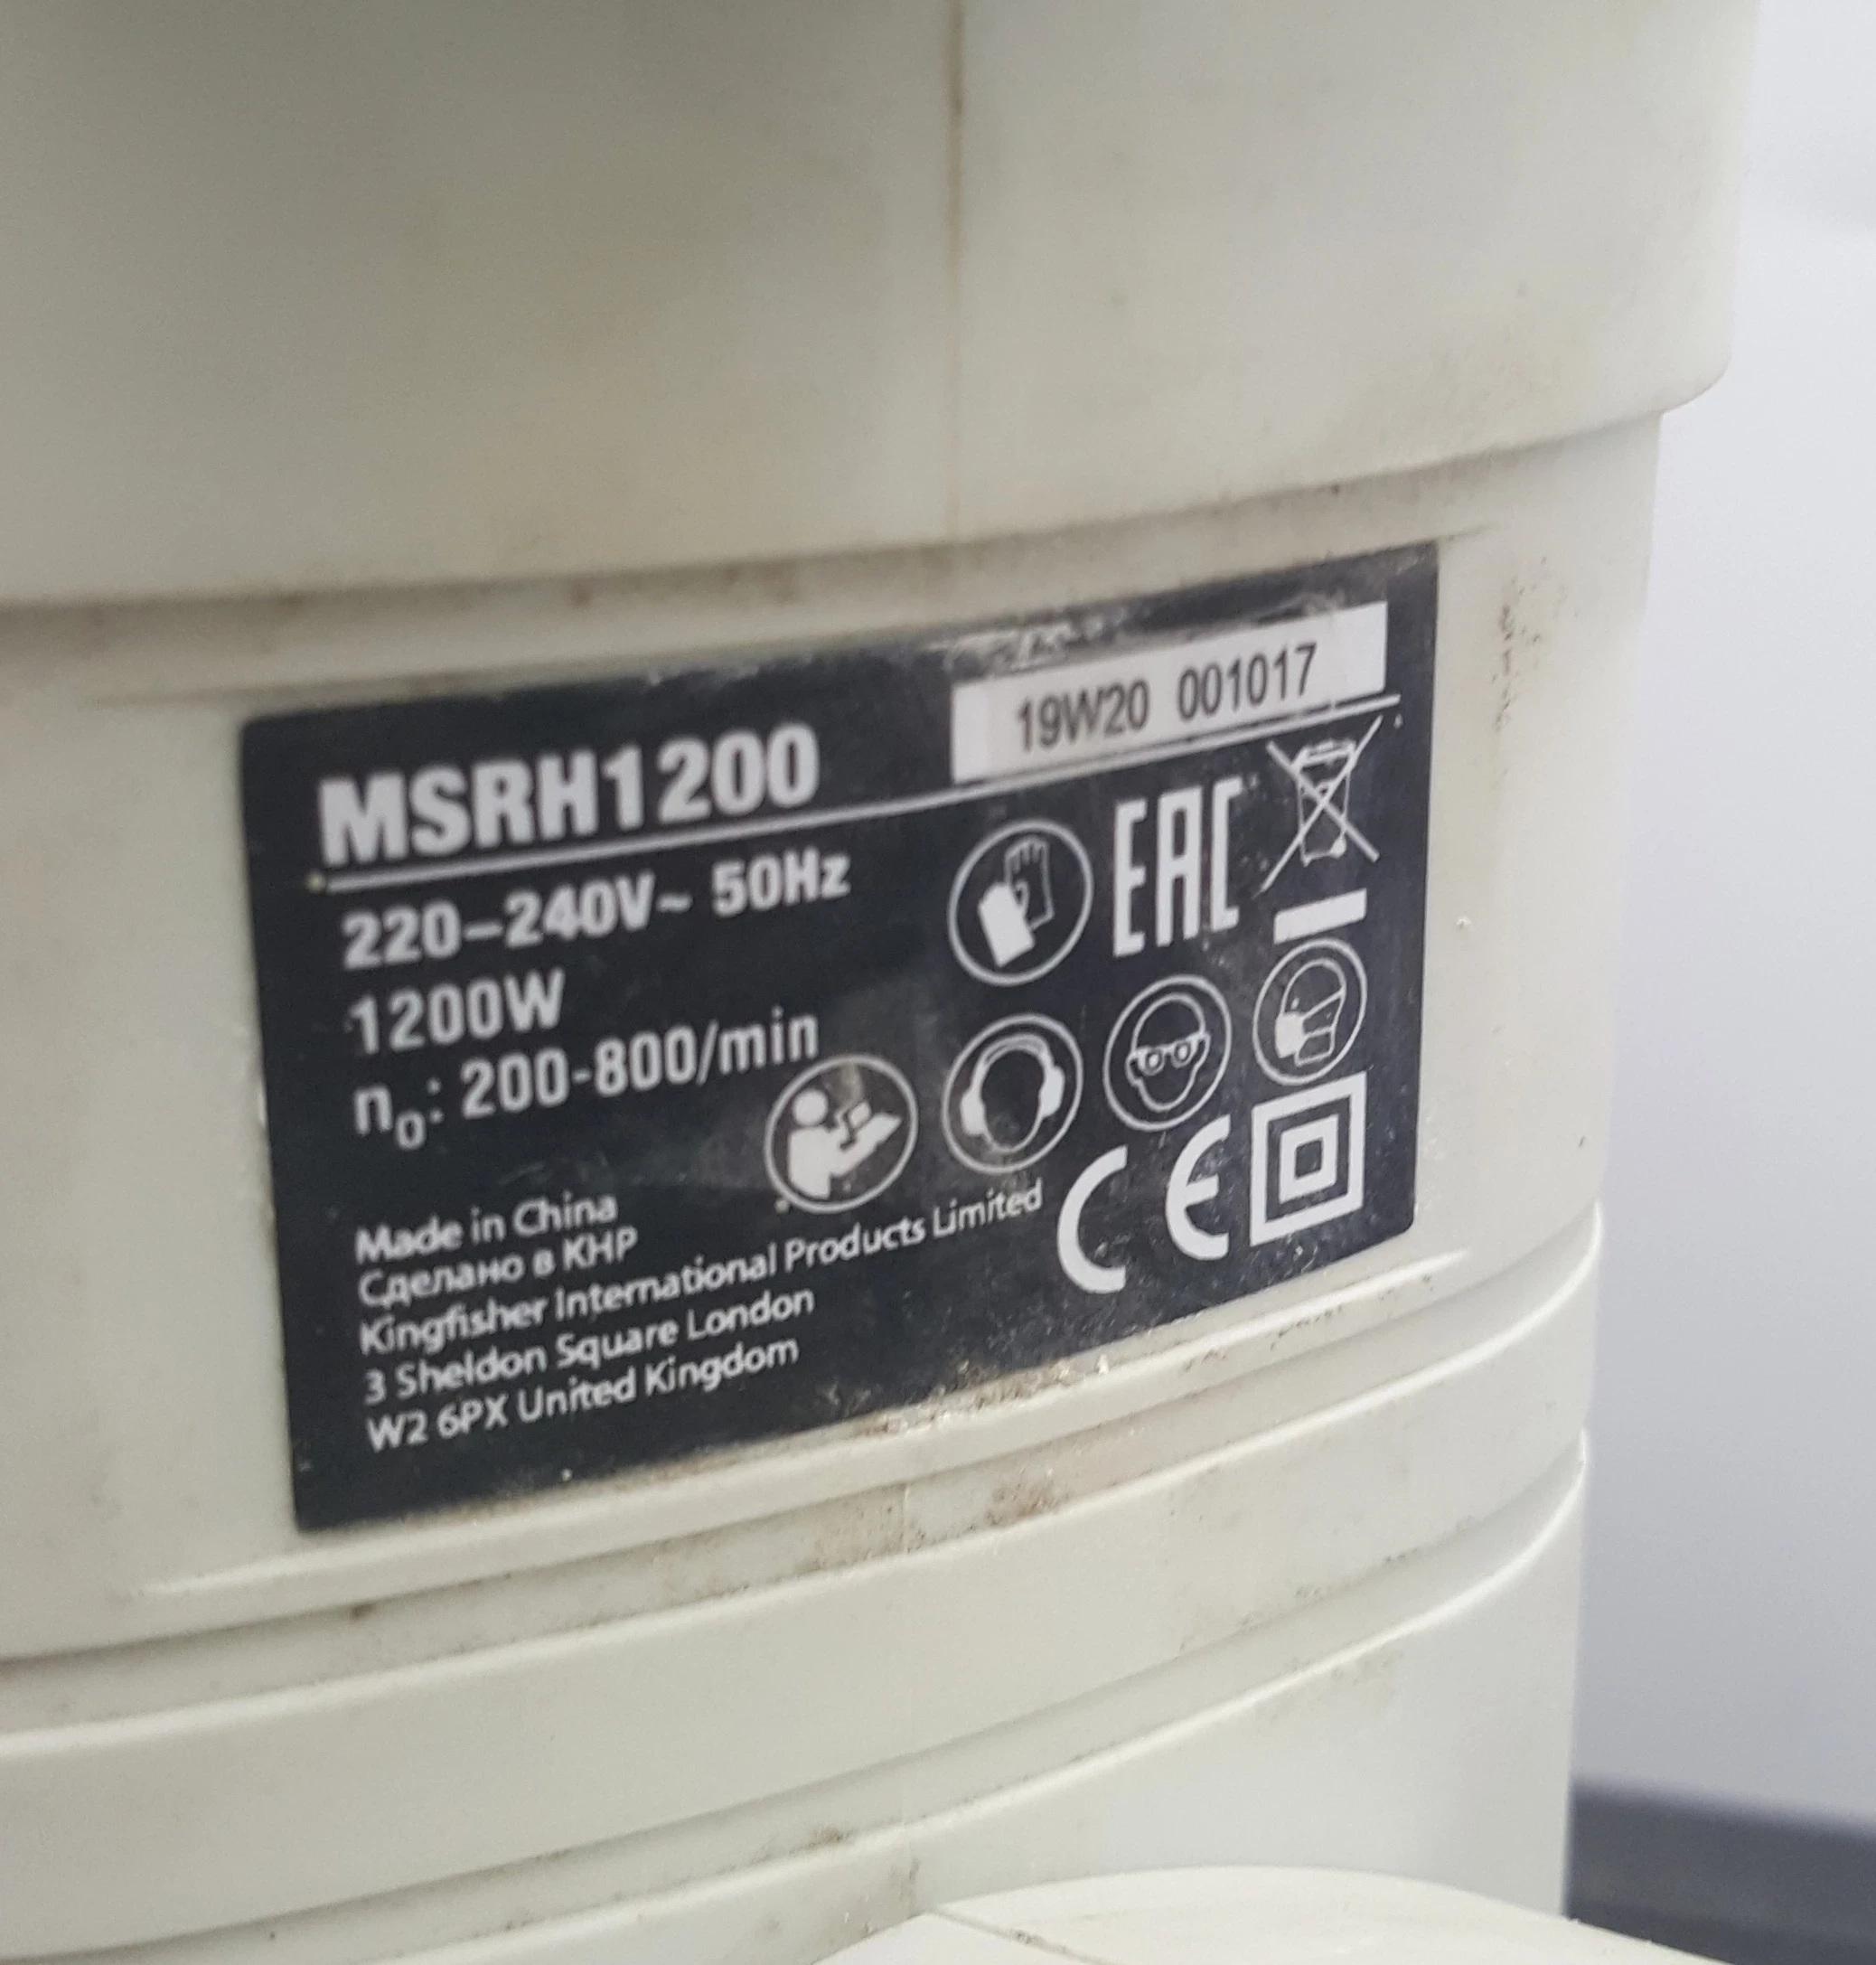 MSRH1200
19W20 001017
220–240V~ 50Hz
1200W
n₀: 200-800/min
EAC
CE
Made in China
Сделано в КНР
Kingfisher International Products Limited
3 Sheldon Square London
W2 6PX United Kingdom